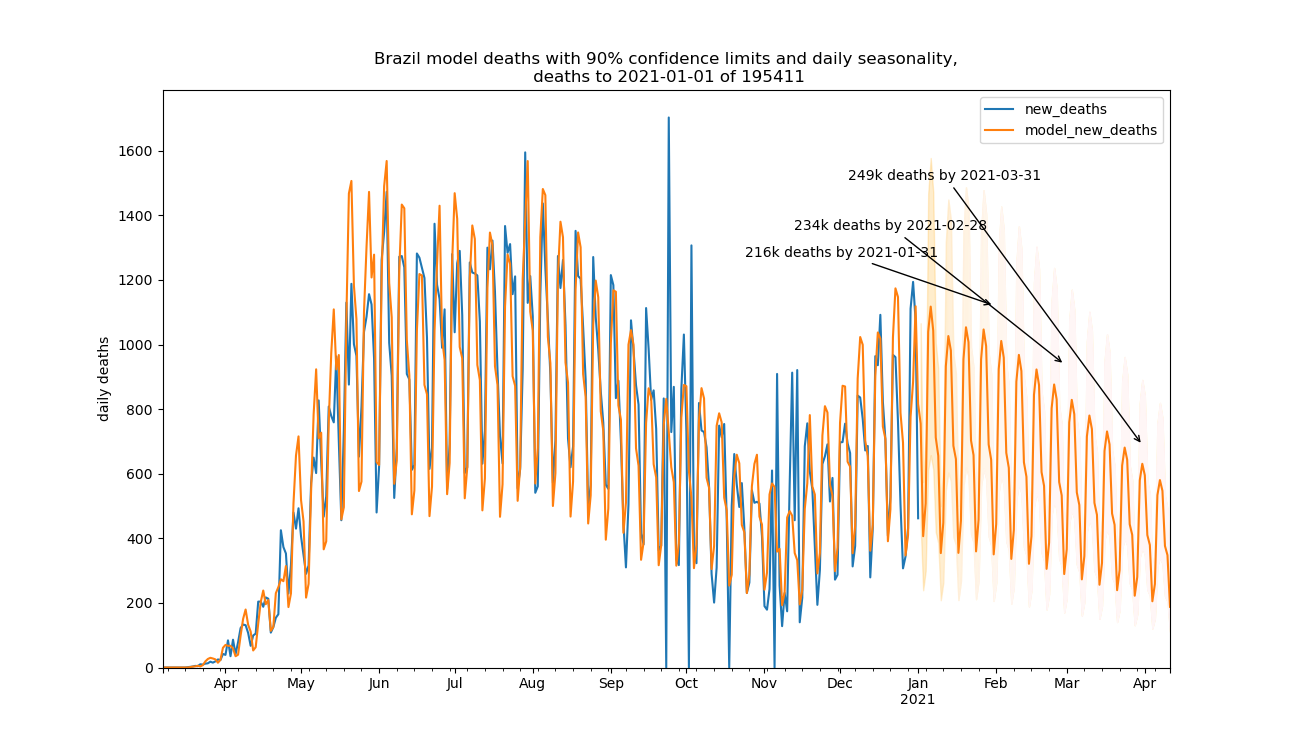 Brazil model deaths with 90% confidence limits and daily seasonality,
deaths to 2021-01-01 of 195411
new_deaths
model_new_deaths
249k deaths by 2021-03-31
234k deaths by 2021-02-28
216k deaths by 2021-01-31
daily deaths
1600
1400
1200
1000
800
600
400
200
0
Apr May Jun Jul Aug Sep Oct Nov Dec Jan Feb Mar Apr
2021